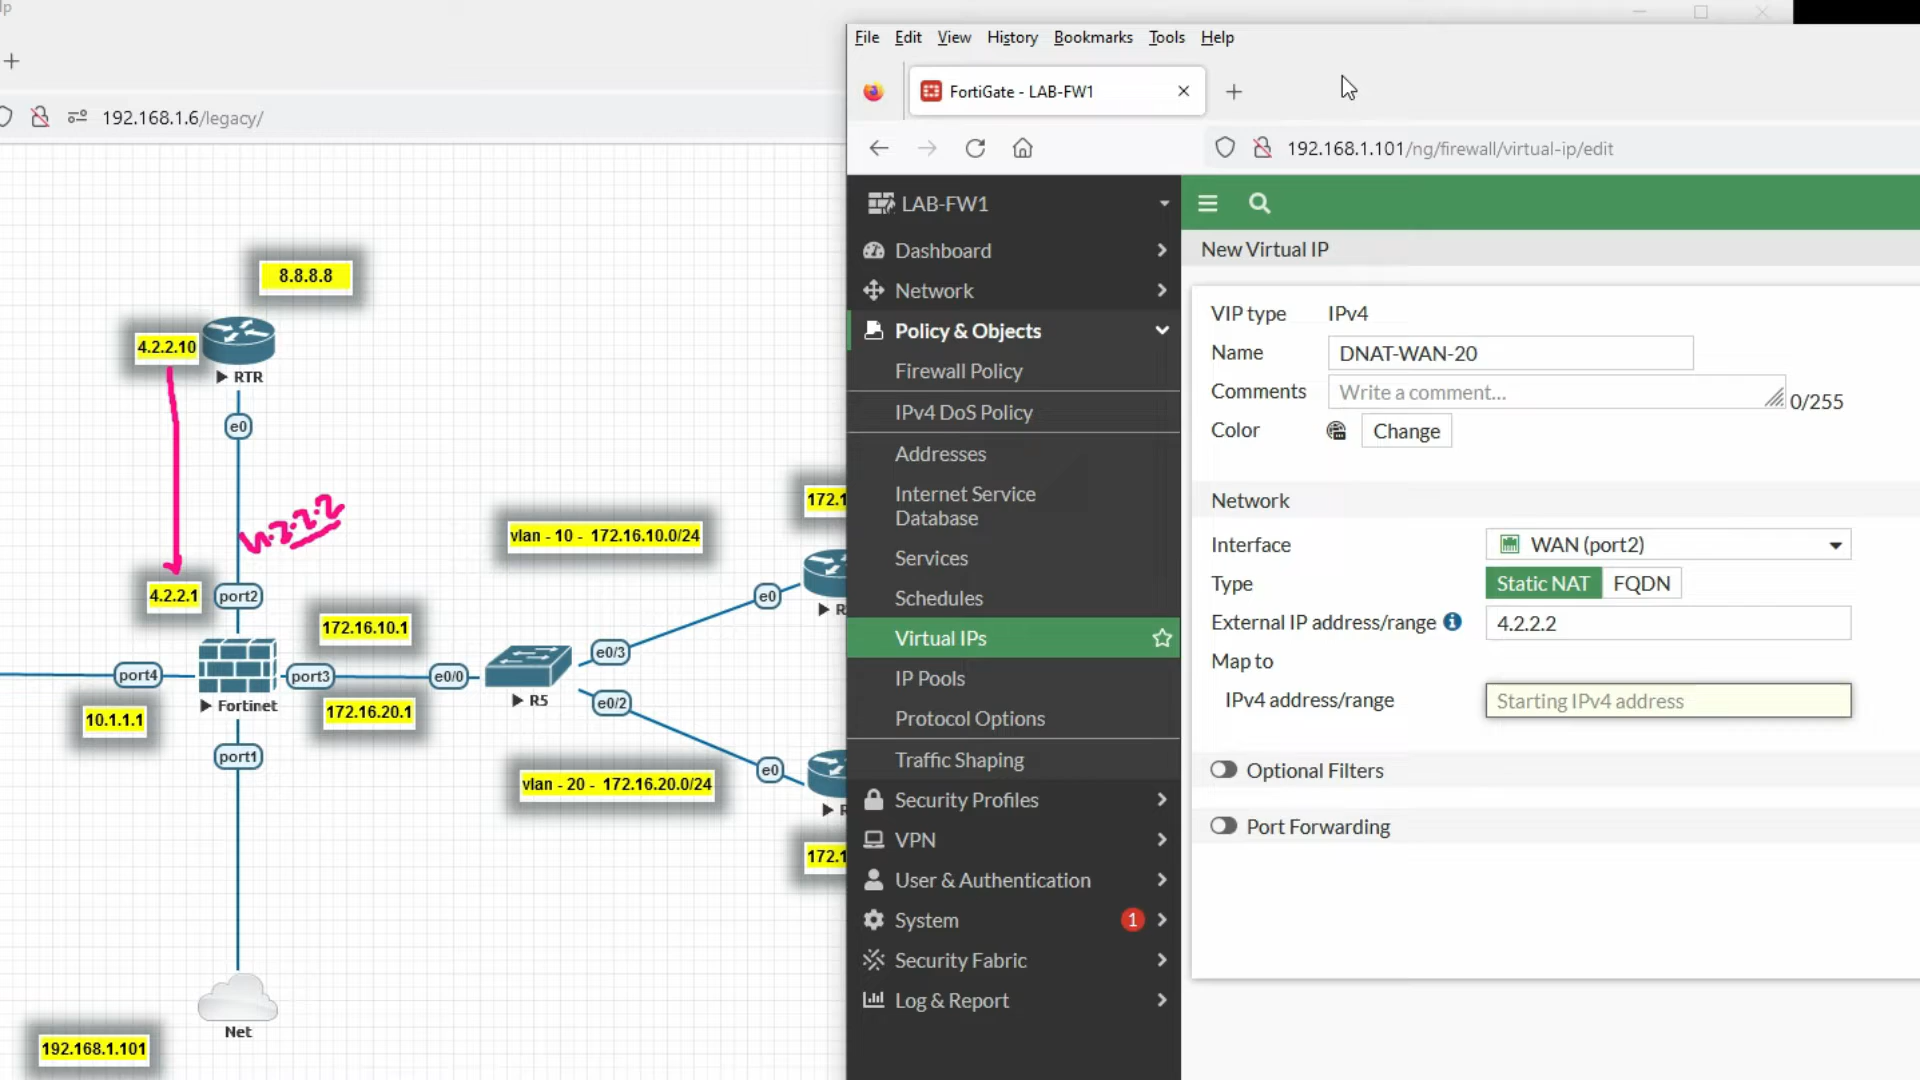 lp
File Edit View History Bookmarks Tools Help
FortiGate - LAB-FW1
192.168.1.6/legacy/
192.168.1.101/ng/firewall/virtual-ip/edit
8.8.8.8
4.2.2.10
RTR
e0
4.2.2.2
4.2.2.1
port2
172.16.10.1
port4
port3
e0/0
10.1.1.1
Fortinet
172.16.20.1
port1
R5
vlan - 10 - 172.16.10.0/24
e0/3
e0
e0/2
e0
vlan - 20 - 172.16.20.0/24
172.1
R
R
172.1
Net
192.168.1.101
LAB-FW1
Dashboard
Network
Policy & Objects
Firewall Policy
IPv4 DoS Policy
Addresses
Internet Service
Database
Services
Schedules
Virtual IPs
IP Pools
Protocol Options
Traffic Shaping
Security Profiles
VPN
User & Authentication
System 1
Security Fabric
Log & Report
New Virtual IP
VIP type IPv4
Name DNAT-WAN-20
Comments Write a comment... 0/255
Color Change
Network
Interface WAN (port2)
Type Static NAT FQDN
External IP address/range 4.2.2.2
Map to
IPv4 address/range Starting IPv4 address
Optional Filters
Port Forwarding